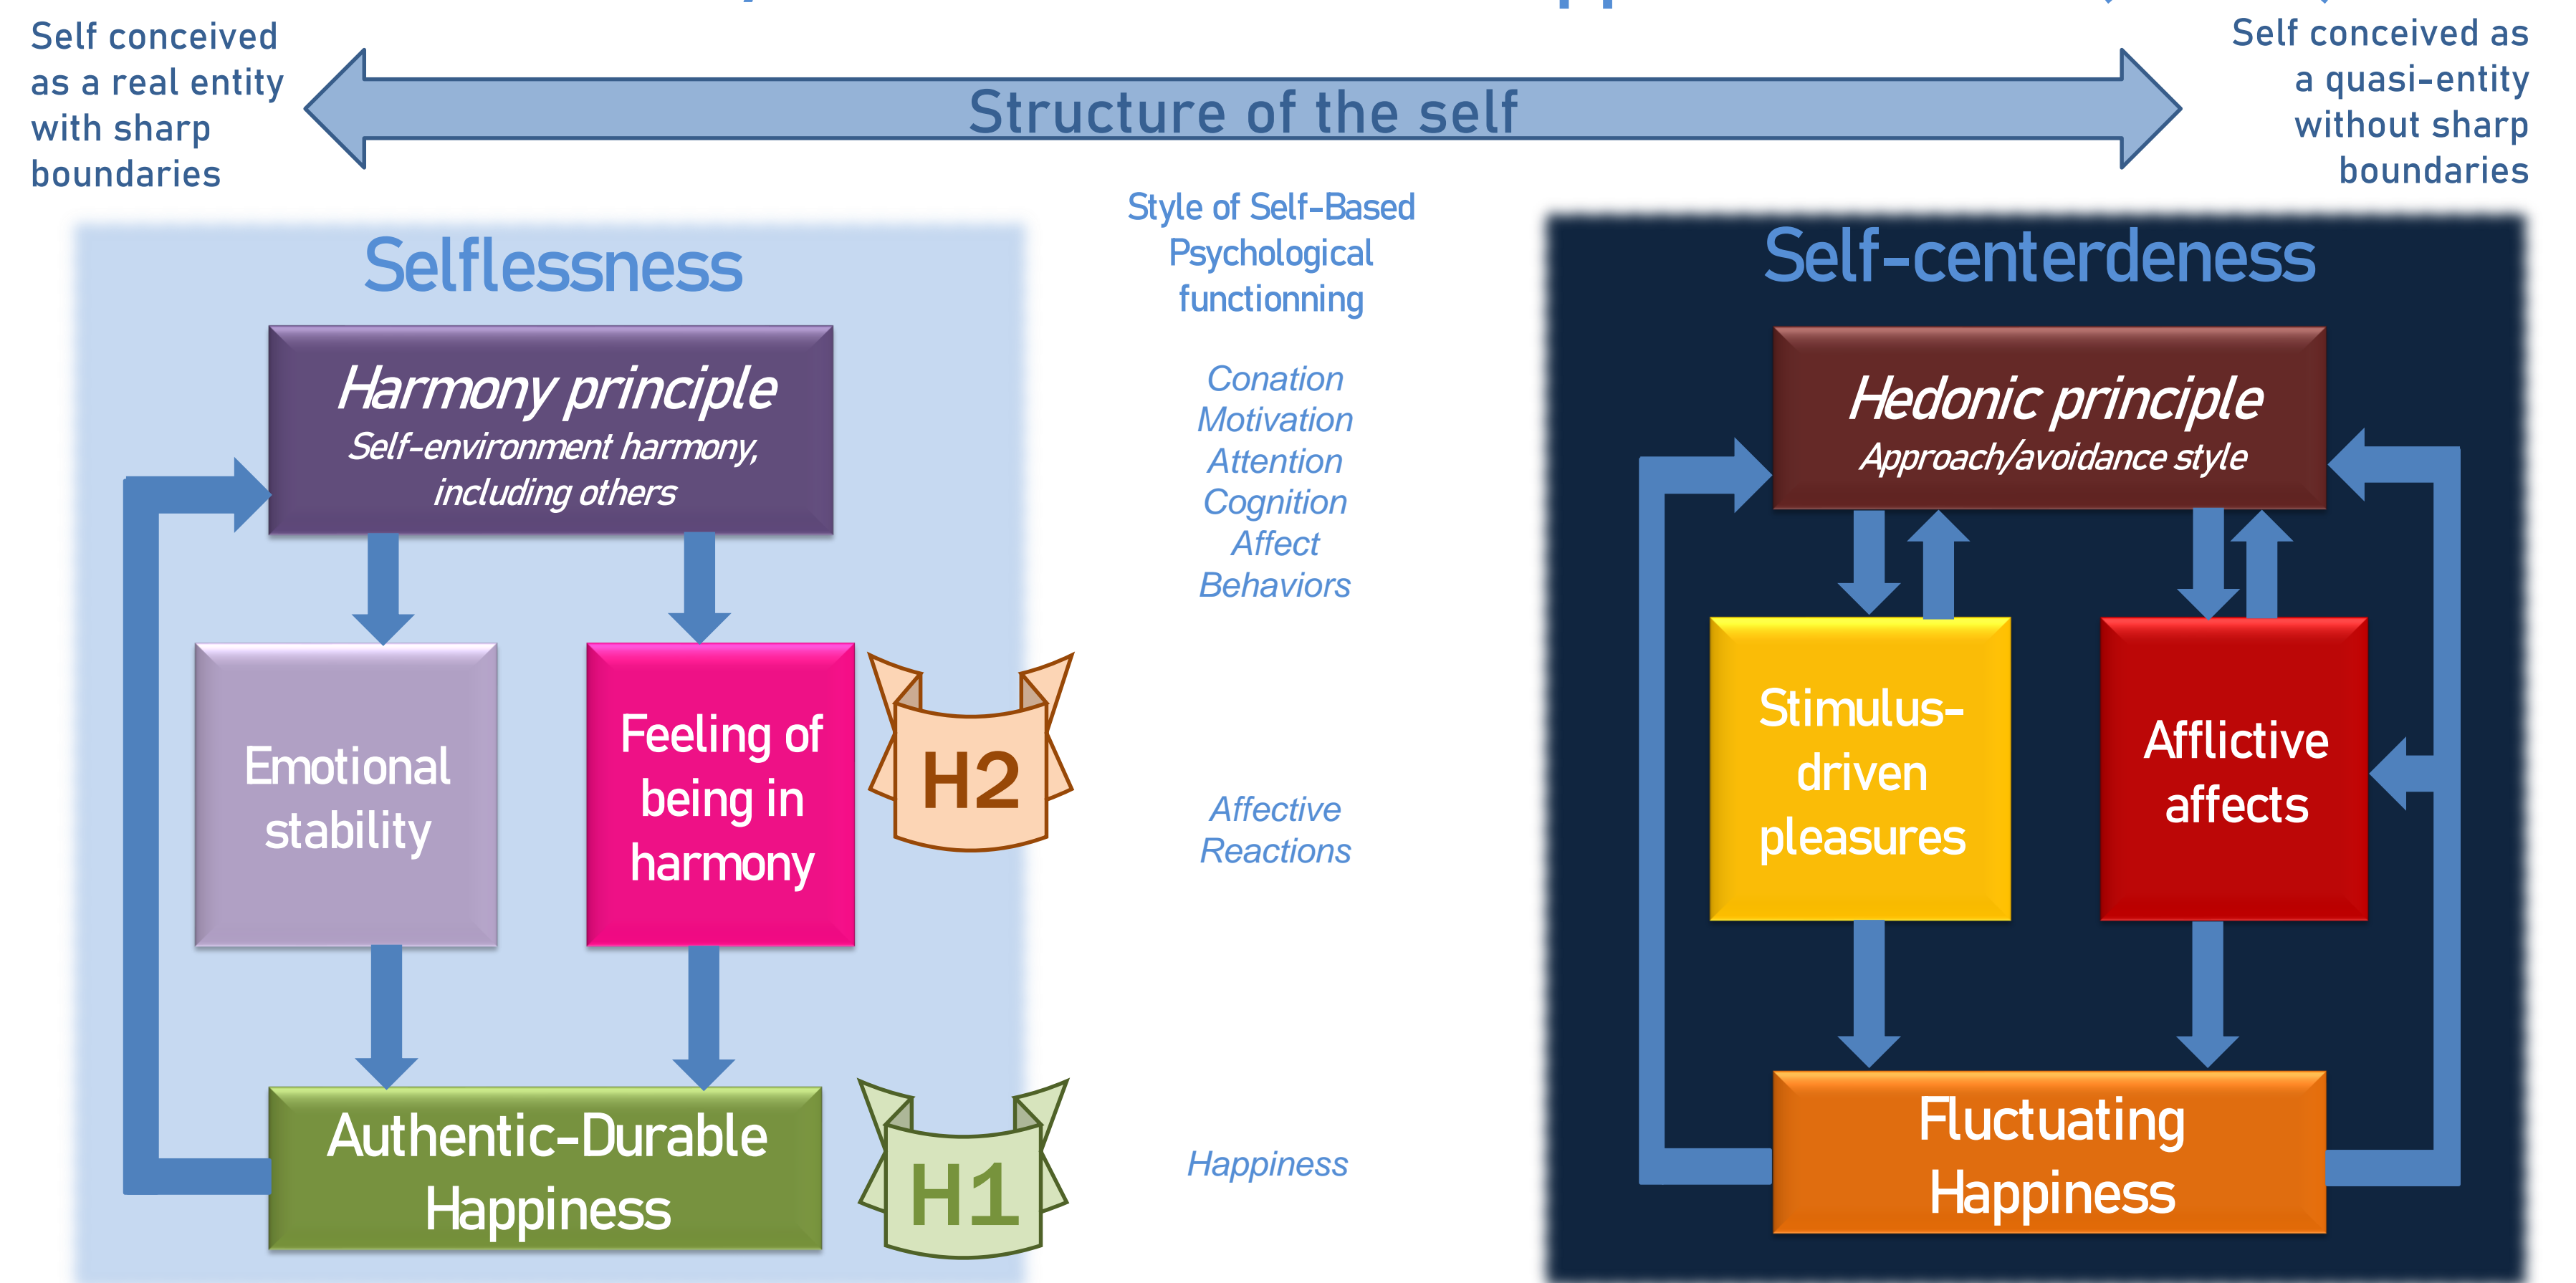 Self conceived
as a real entity
with sharp
boundaries
Structure of the self
Self conceived as
a quasi-entity
without sharp
boundaries
Selflessness
Harmony principle
Self-environment harmony,
including others
Emotional
stability
Feeling of
being in
harmony
H2
Authentic-Durable
Happiness
H1
Style of Self-Based
Psychological
functionning
Conation
Motivation
Attention
Cognition
Affect
Behaviors
Affective
Reactions
Happiness
Self-centerdeness
Hedonic principle
Approach/avoidance style
Stimulus-
driven
pleasures
Afflictive
affects
Fluctuating
Happiness